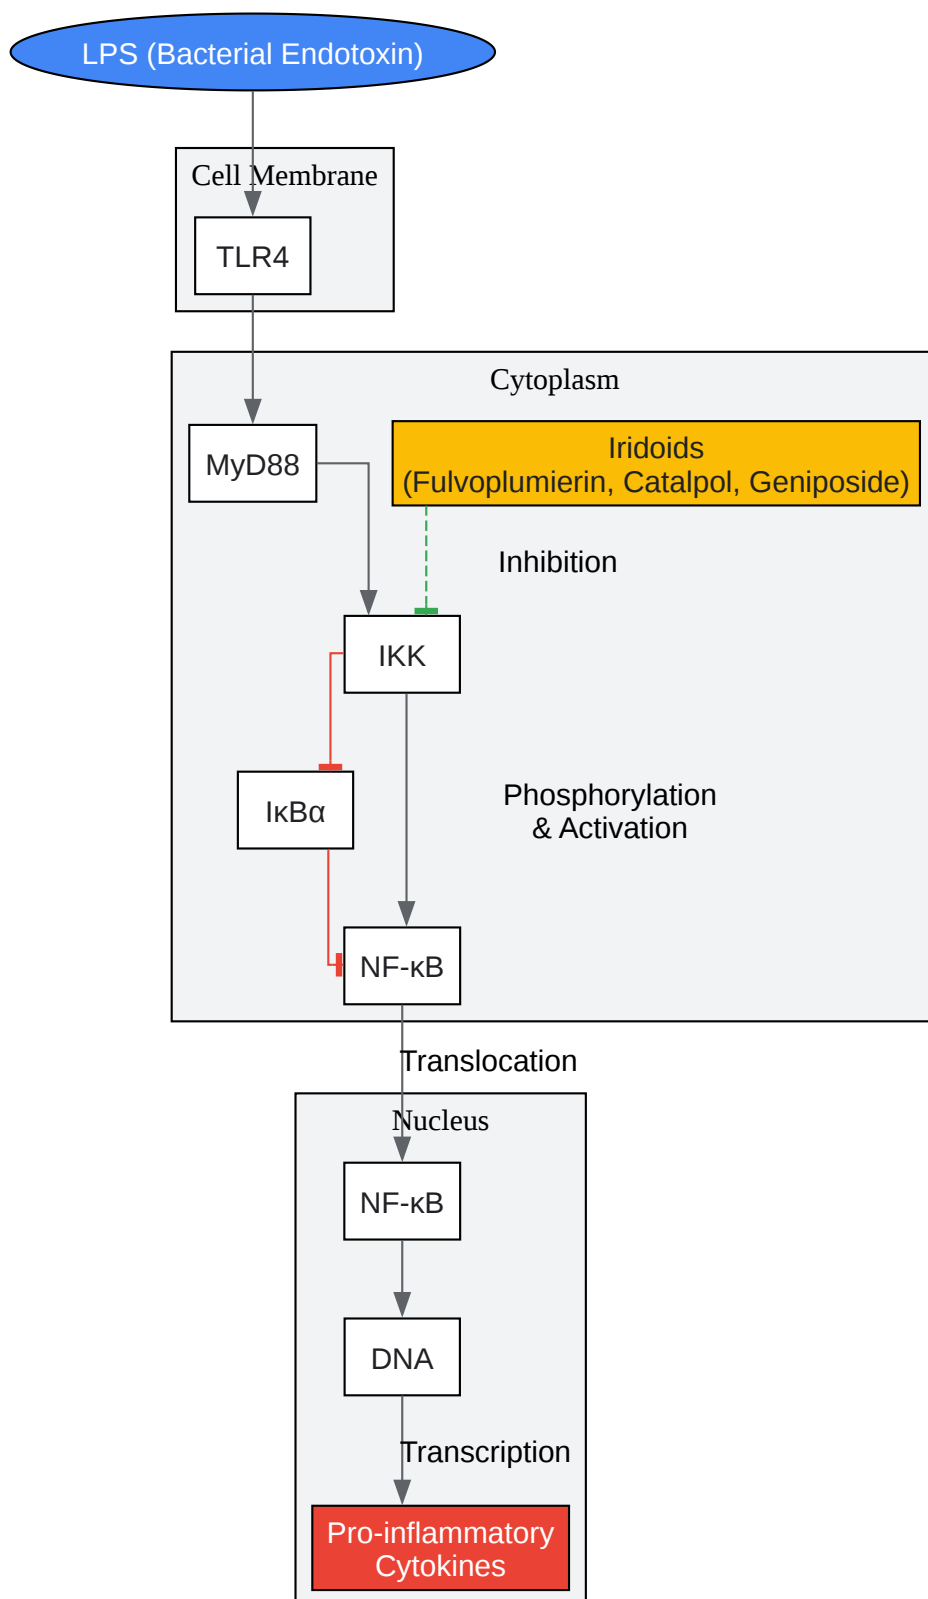 LPS (Bacterial Endotoxin)
Cell Membrane
TLR4
Cytoplasm
MyD88
Iridoids
(Fulvoplumierin, Catalpol, Geniposide)
Inhibition
IKK
Phosphorylation
& Activation
IκBα
NF-κB
Translocation
Nucleus
NF-κB
DNA
Transcription
Pro-inflammatory
Cytokines